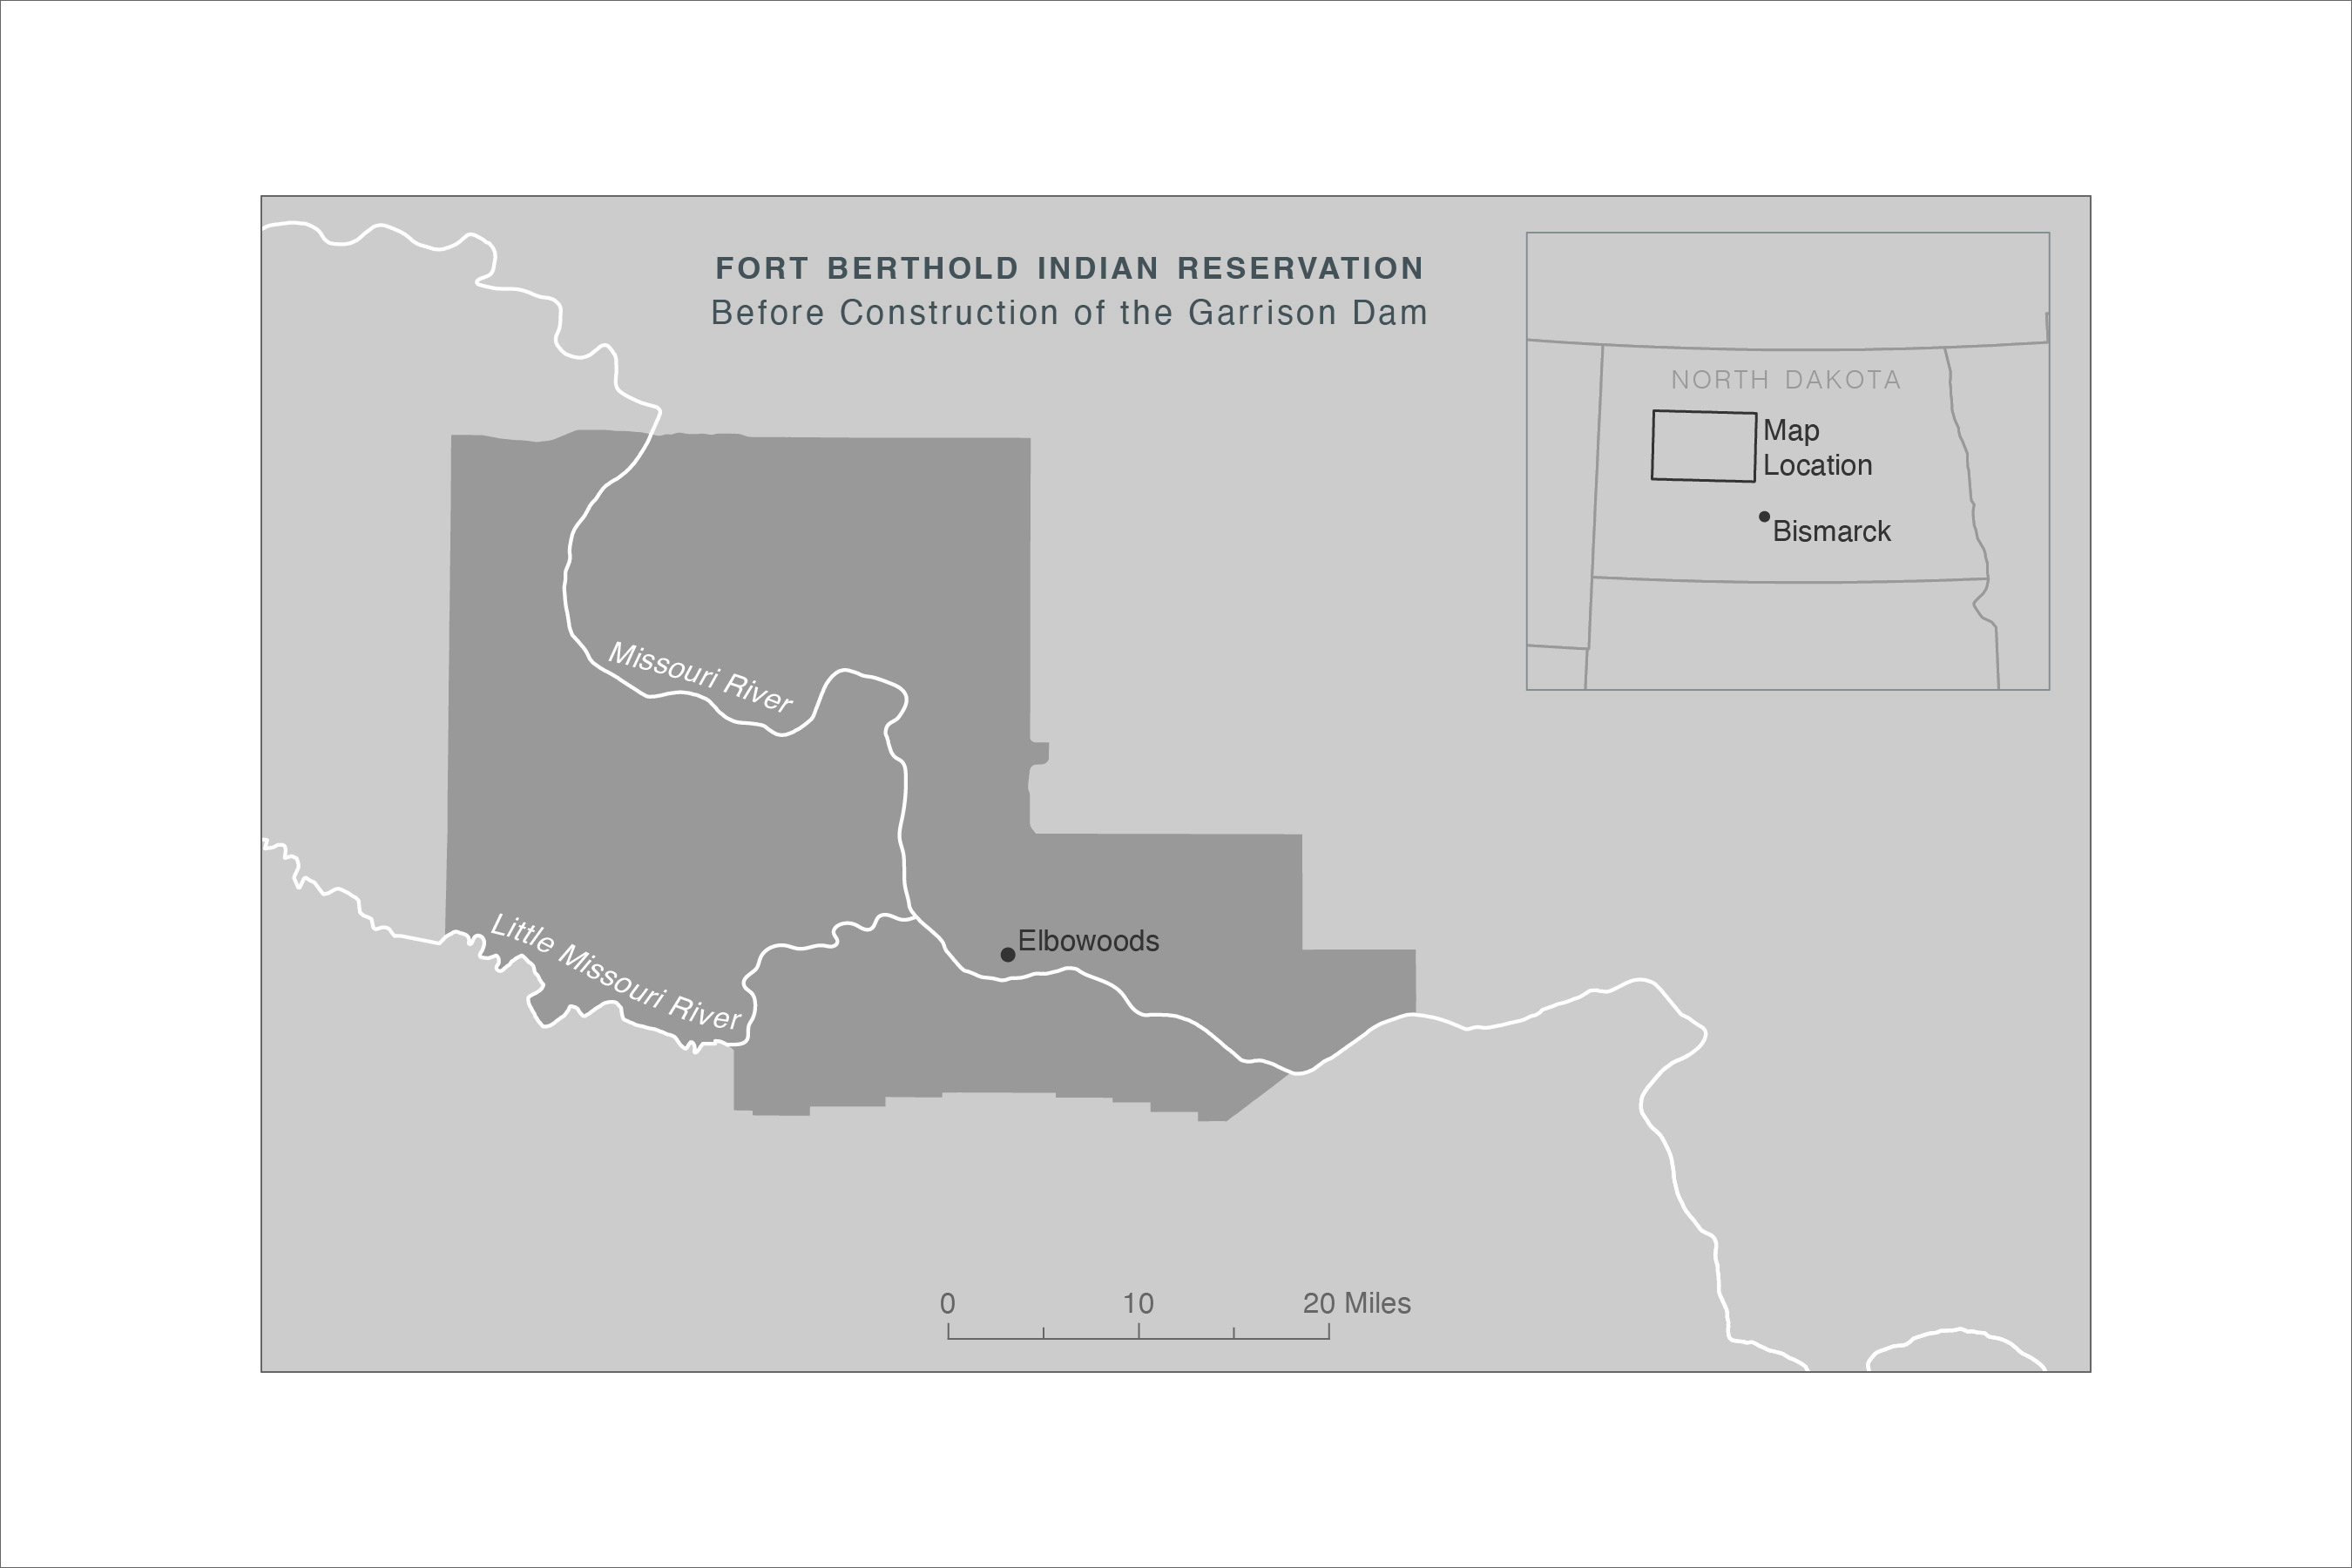 FORT BERTHOLD INDIAN RESERVATION
Before Construction of the Garrison Dam
NORTH DAKOTA
Map
Location
Bismarck
Missouri River
Little Missouri River
Elbowoods
0 10 20 Miles